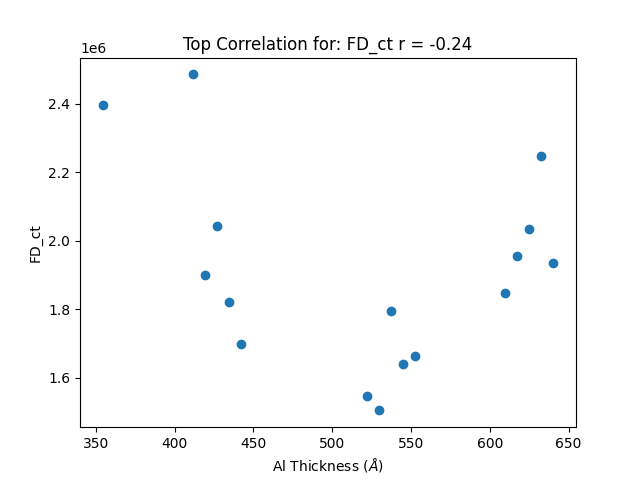 Top Correlation for: FD_ct r = -0.24
1e6
2.4
2.2
2.0
1.8
1.6
FD_ct
350 400 450 500 550 600 650
Al Thickness (Å)